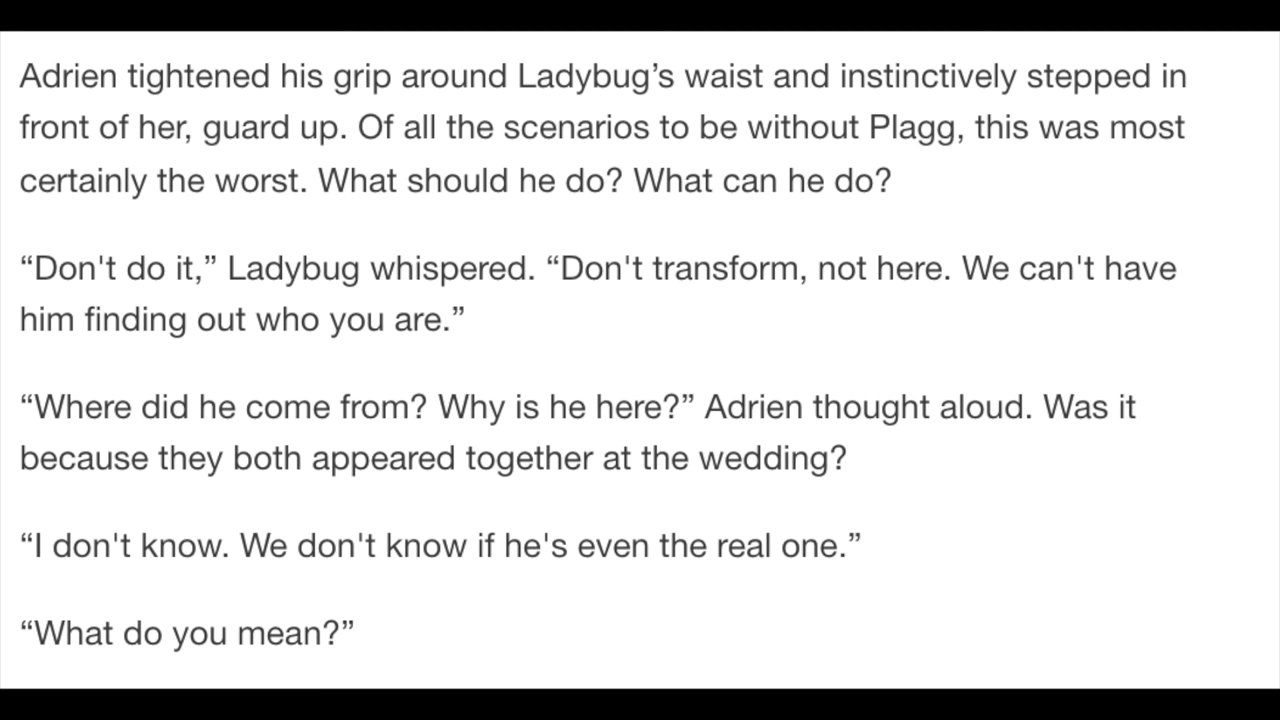 Adrien tightened his grip around Ladybug’s waist and instinctively stepped in
front of her, guard up. Of all the scenarios to be without Plagg, this was most
certainly the worst. What should he do? What can he do?
“Don't do it,” Ladybug whispered. “Don't transform, not here. We can't have
him finding out who you are.”
“Where did he come from? Why is he here?” Adrien thought aloud. Was it
because they both appeared together at the wedding?
“I don't know. We don't know if he's even the real one.”
“What do you mean?”